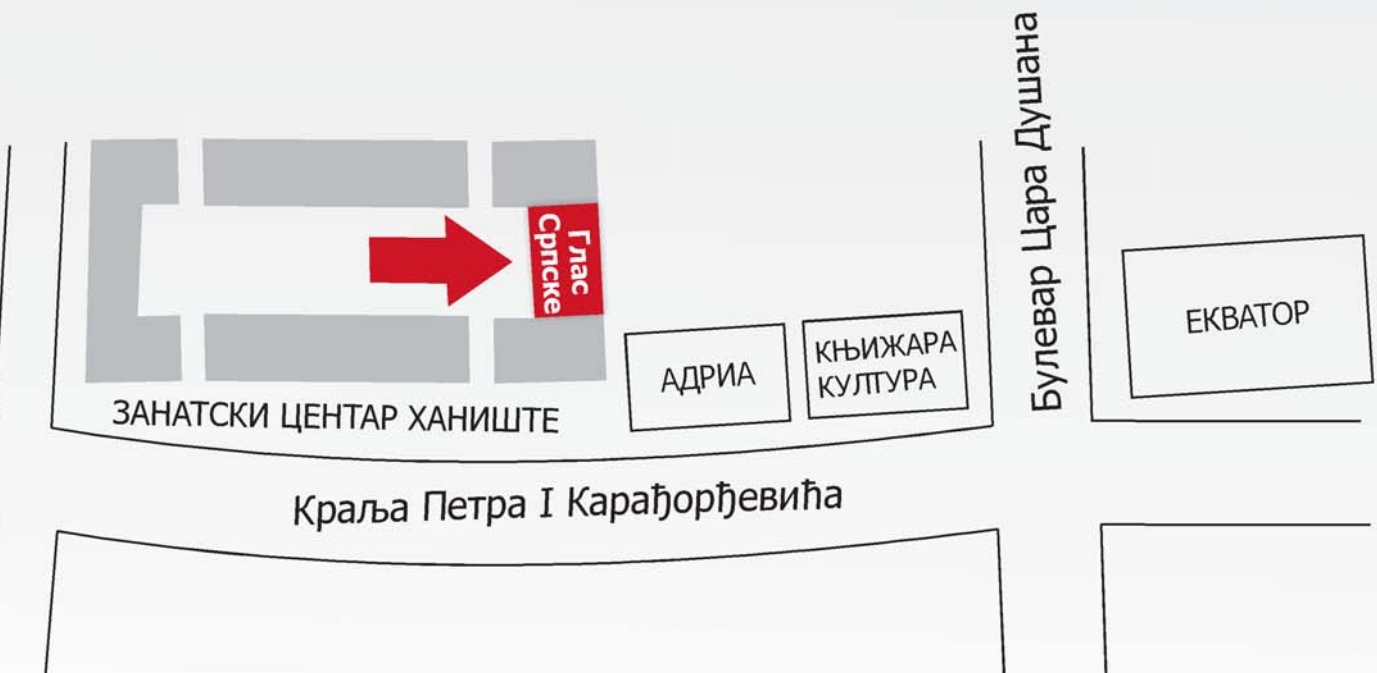 Булевар Цара Душана
Глас
Српске
ЕКВАТОР
КЊИЖАРА
КУЛТУРА
АДРИА
ЗАНАТСКИ ЦЕНТАР ХАНИШТЕ
Краља Петра I Карађорђевића